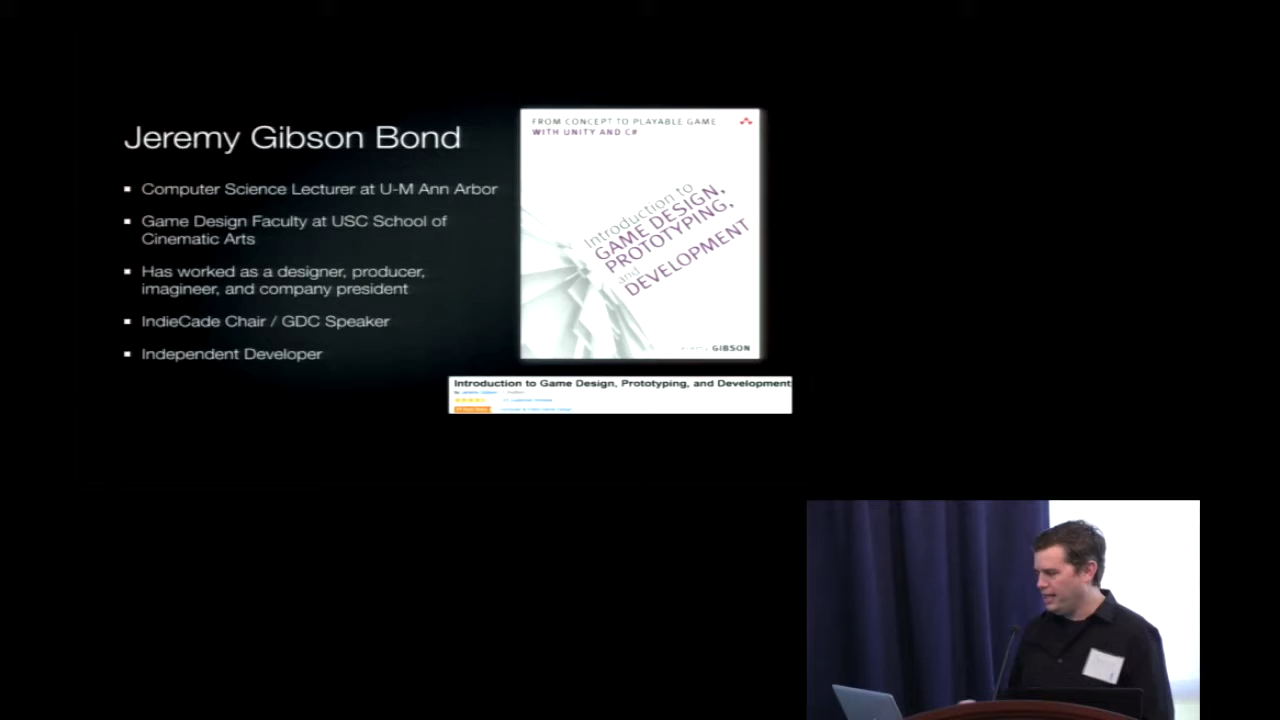 Jeremy Gibson Bond
Computer Science Lecturer at U-M Ann Arbor
Game Design Faculty at USC School of
Cinematic Arts
Has worked as a designer, producer,
imagineer, and company president
IndieCade Chair / GDC Speaker
Independent Developer
FROM CONCEPT TO PLAYABLE GAME
WITH UNITY AND C#
Introduction to
GAME DESIGN,
PROTOTYPING,
and
DEVELOPMENT
GIBSON
Introduction to Game Design, Prototyping, and Development